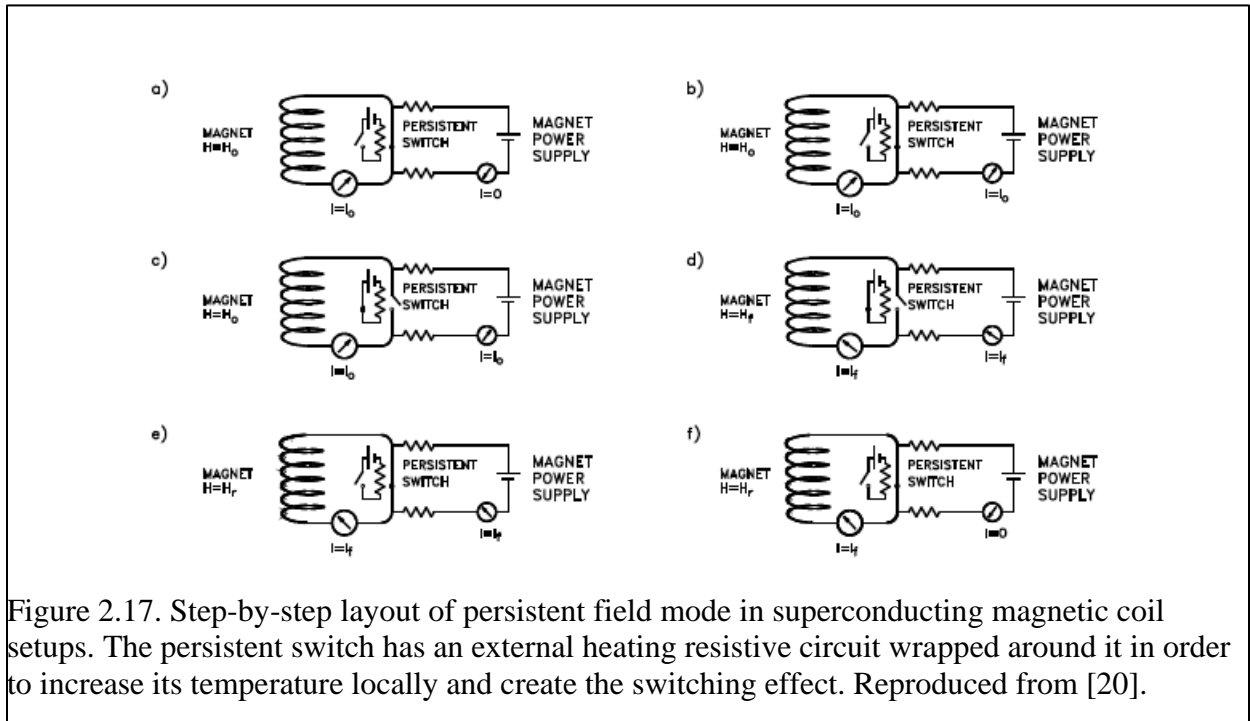 a)
MAGNET
H=H₀
PERSISTENT
SWITCH
MAGNET
POWER
SUPPLY
I=I₀
I=0
b)
MAGNET
H=H₀
PERSISTENT
SWITCH
MAGNET
POWER
SUPPLY
I=I₀
I=I₀
c)
MAGNET
H=H₀
PERSISTENT
SWITCH
MAGNET
POWER
SUPPLY
I=I₀
I=I₀
d)
MAGNET
H=H_f
PERSISTENT
SWITCH
MAGNET
POWER
SUPPLY
I=I_f
I=I_f
e)
MAGNET
H=H_r
PERSISTENT
SWITCH
MAGNET
POWER
SUPPLY
I=I_f
I=I_f
f)
MAGNET
H=H_r
PERSISTENT
SWITCH
MAGNET
POWER
SUPPLY
I=I_f
I=0
Figure 2.17. Step-by-step layout of persistent field mode in superconducting magnetic coil
setups. The persistent switch has an external heating resistive circuit wrapped around it in order
to increase its temperature locally and create the switching effect. Reproduced from [20].